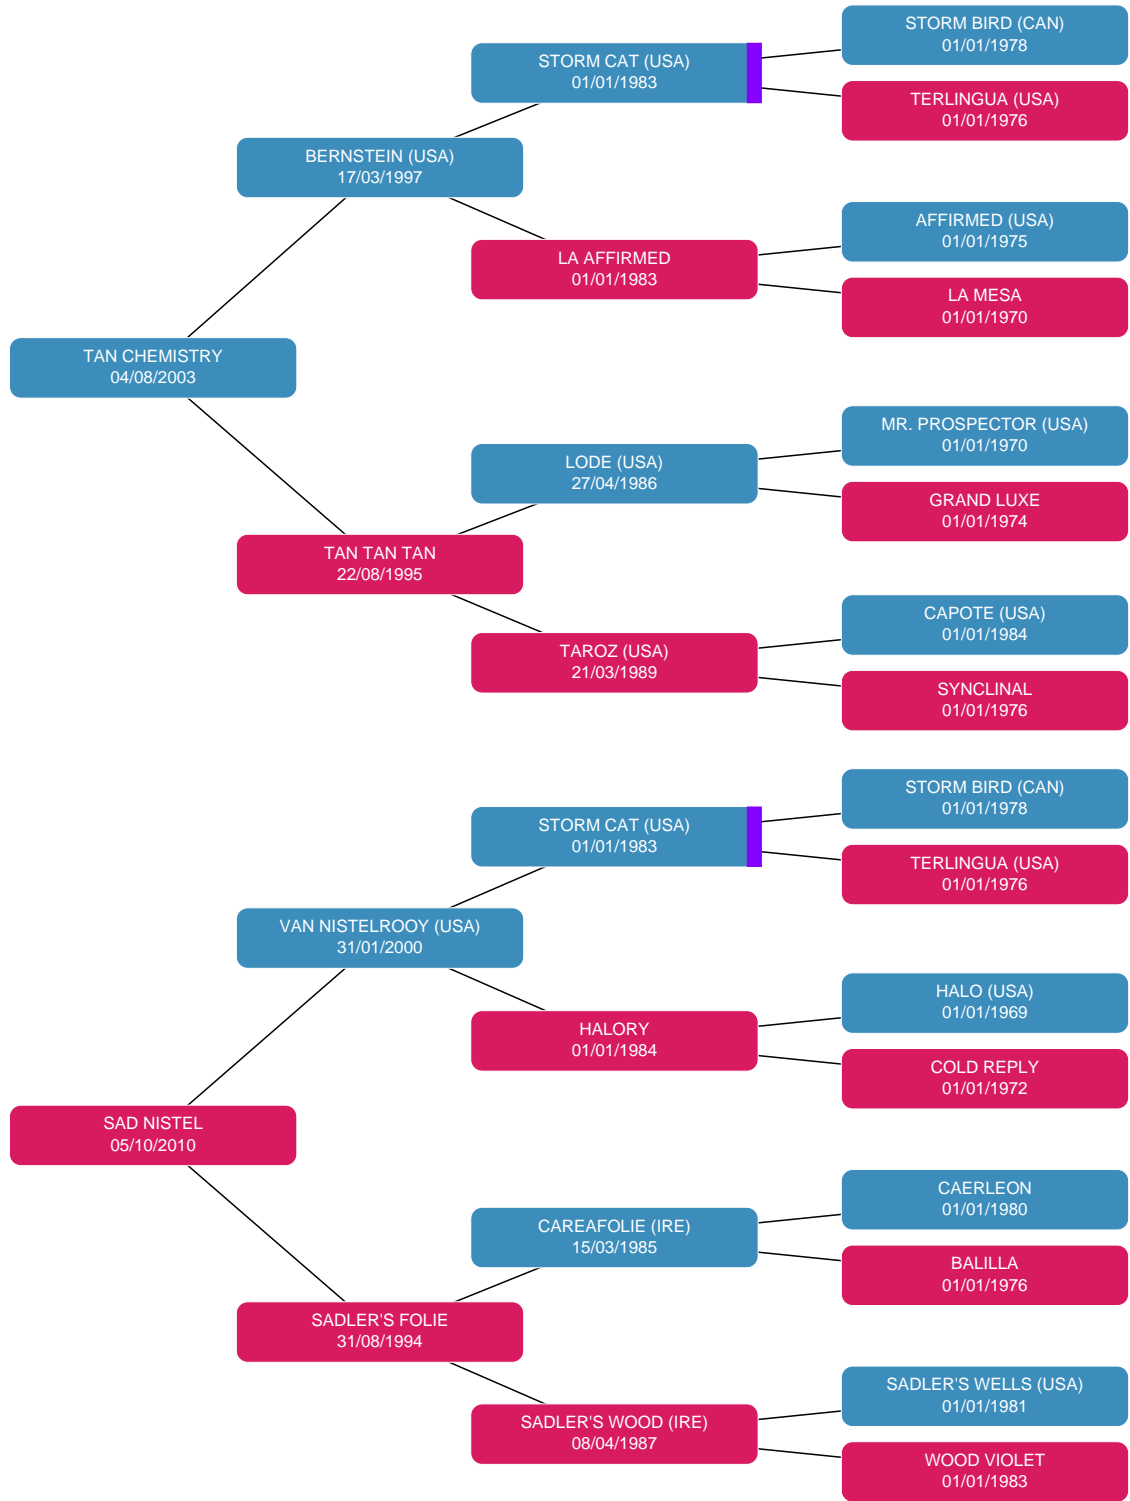 STORM BIRD (CAN)
01/01/1978
STORM CAT (USA)
01/01/1983
TERLINGUA (USA)
01/01/1976
BERNSTEIN (USA)
17/03/1997
AFFIRMED (USA)
01/01/1975
LA AFFIRMED
01/01/1983
LA MESA
01/01/1970
TAN CHEMISTRY
04/08/2003
MR. PROSPECTOR (USA)
01/01/1970
LODE (USA)
27/04/1986
GRAND LUXE
01/01/1974
TAN TAN TAN
22/08/1995
CAPOTE (USA)
01/01/1984
TAROZ (USA)
21/03/1989
SYNCLINAL
01/01/1976
STORM BIRD (CAN)
01/01/1978
STORM CAT (USA)
01/01/1983
TERLINGUA (USA)
01/01/1976
VAN NISTELROOY (USA)
31/01/2000
HALO (USA)
01/01/1969
HALORY
01/01/1984
COLD REPLY
01/01/1972
SAD NISTEL
05/10/2010
CAERLEON
01/01/1980
CAREAFOLIE (IRE)
15/03/1985
BALILLA
01/01/1976
SADLER'S FOLIE
31/08/1994
SADLER'S WELLS (USA)
01/01/1981
SADLER'S WOOD (IRE)
08/04/1987
WOOD VIOLET
01/01/1983